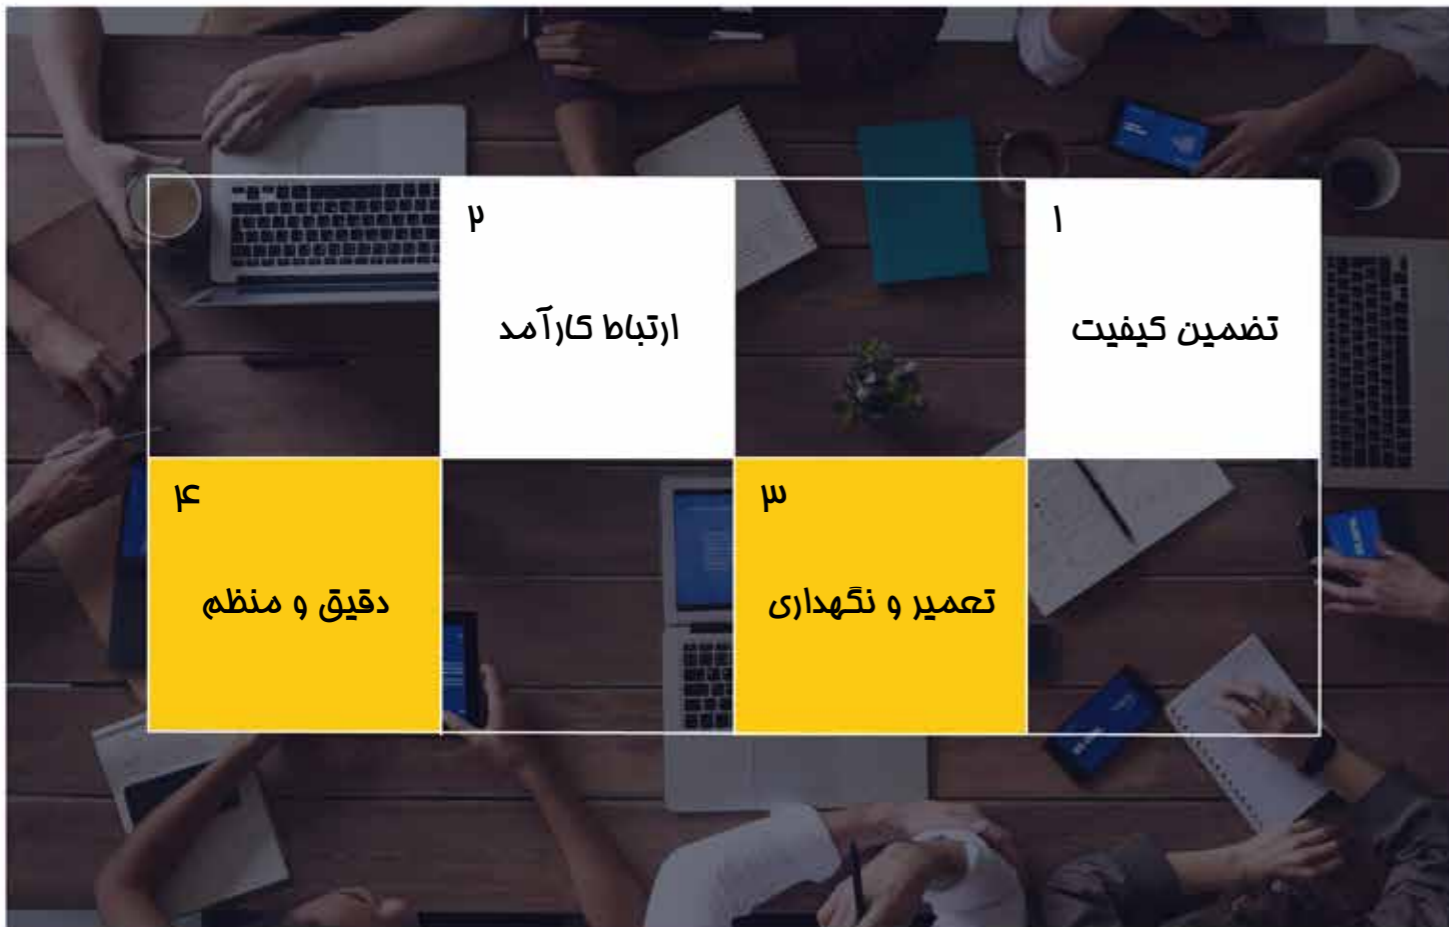 ۱
تضمین کیفیت
۲
ارتباط کارآمد
۳
تعمیر و نگهداری
۴
دقیق و منظم